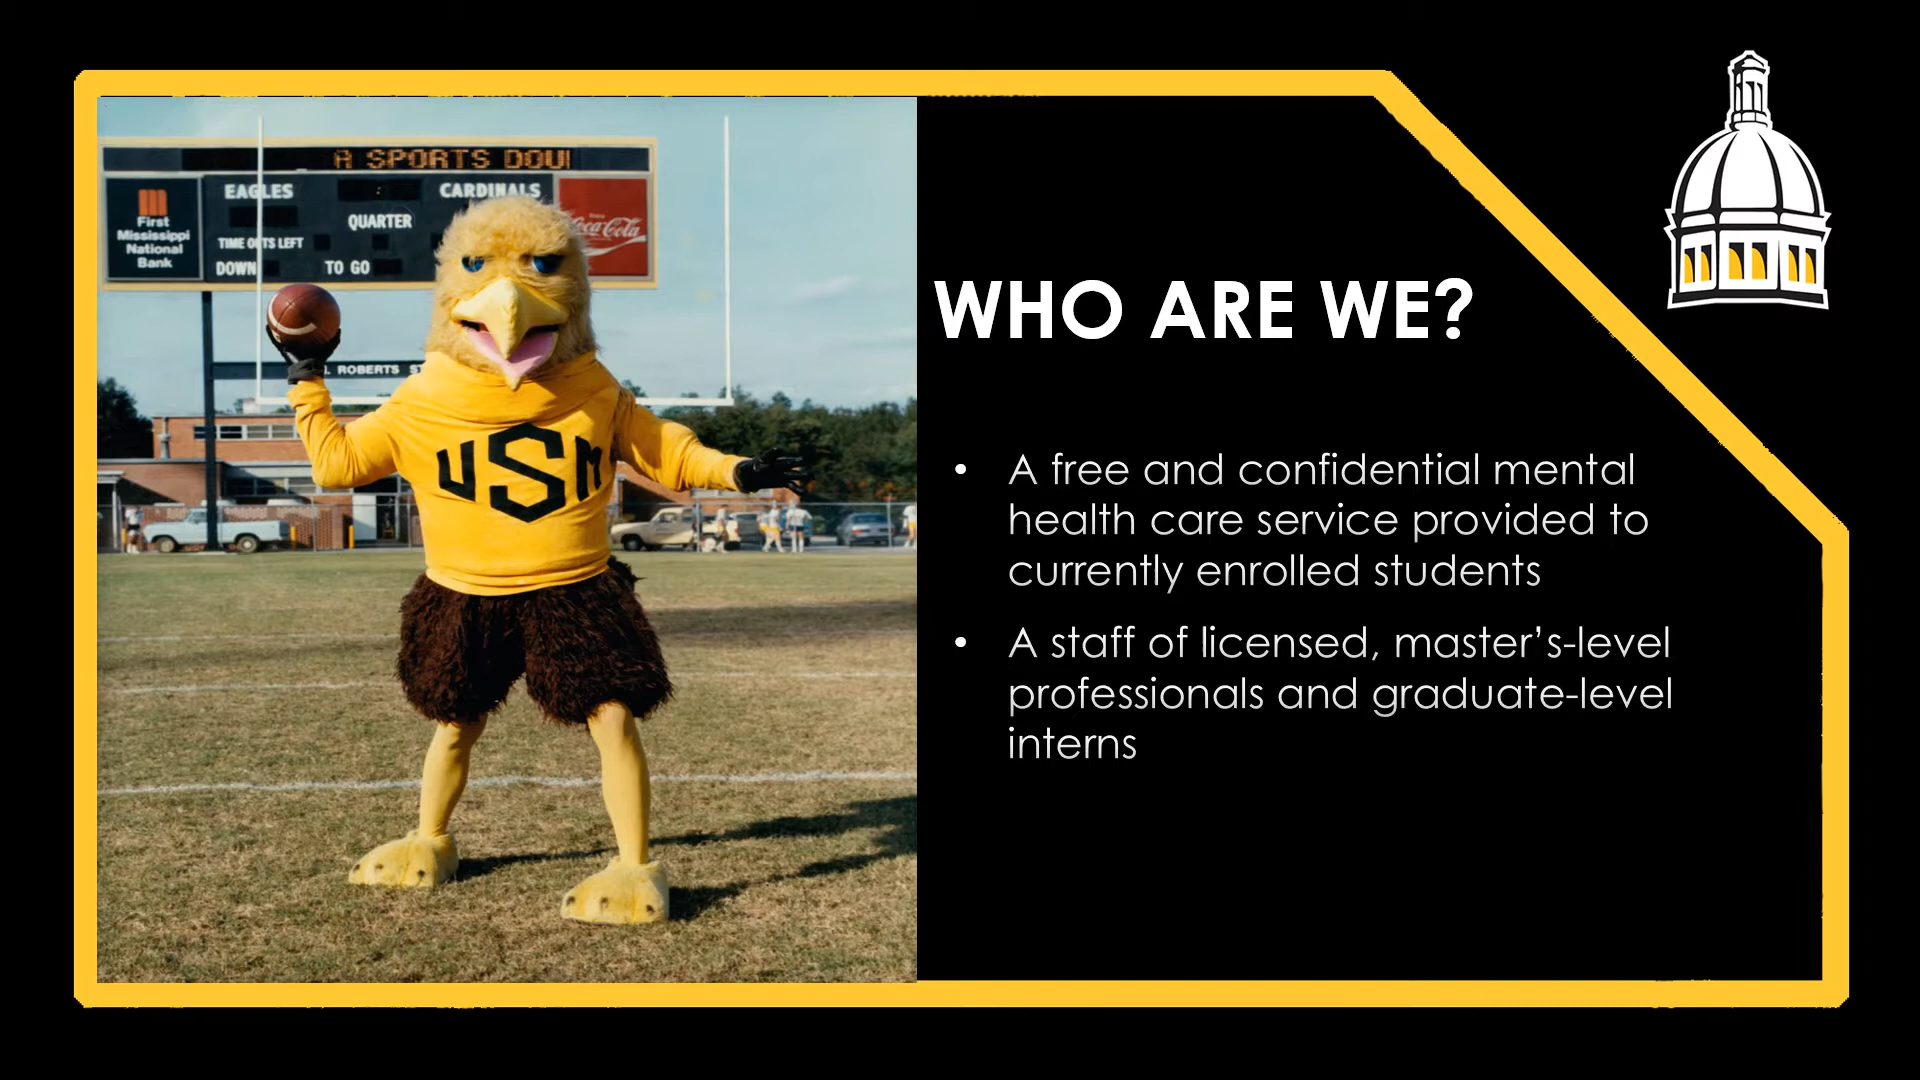 A SPORTS DOU
EAGLES
CARDINALS
First
Mississippi
National
Bank
QUARTER
TIME OUTS LEFT
DOWN
TO GO
Coca-Cola
. ROBERTS ST
USM
WHO ARE WE?
• A free and confidential mental
health care service provided to
currently enrolled students
• A staff of licensed, master’s-level
professionals and graduate-level
interns